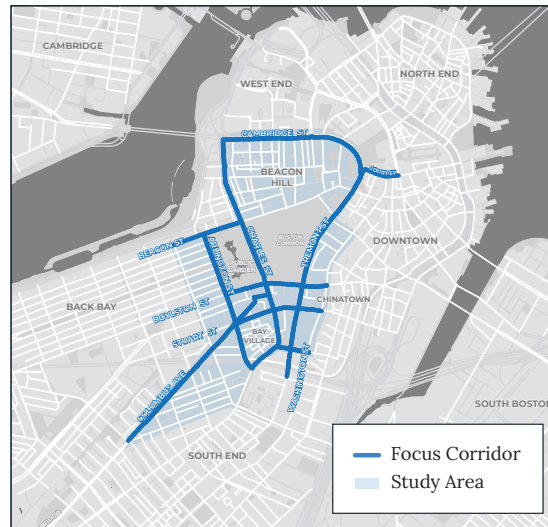 CAMBRIDGE
NORTH END
WEST END
CAMBRIDGE ST
BEACON
HILL
BOSTON
COMMON
TREMONT ST
DOWNTOWN
BEACON ST
ARLINGTON ST
CHARLES ST
PUBLIC
GARDEN
BACK BAY
BOYLSTON ST
CHINATOWN
STUART ST
BAY
VILLAGE
COLUMBUS AVE
WASHINGTON ST
SOUTH BOSTON
SOUTH END
Focus Corridor
Study Area